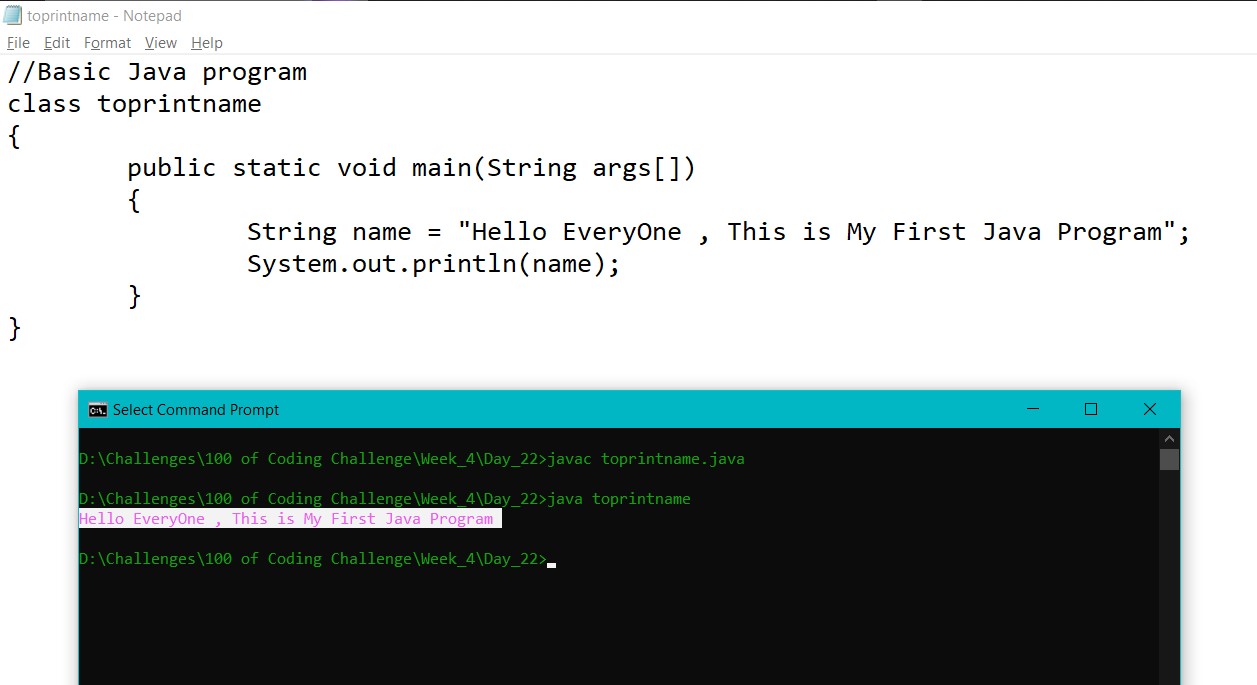 toprintname - Notepad
File Edit Format View Help
//Basic Java program
class toprintname
{
public static void main(String args[])
{
String name = "Hello EveryOne , This is My First Java Program";
System.out.println(name);
}
}
C:\. Select Command Prompt
D:\Challenges\100 of Coding Challenge\Week_4\Day_22>javac toprintname.java
D:\Challenges\100 of Coding Challenge\Week_4\Day_22>java toprintname
Hello EveryOne , This is My First Java Program
D:\Challenges\100 of Coding Challenge\Week_4\Day_22>